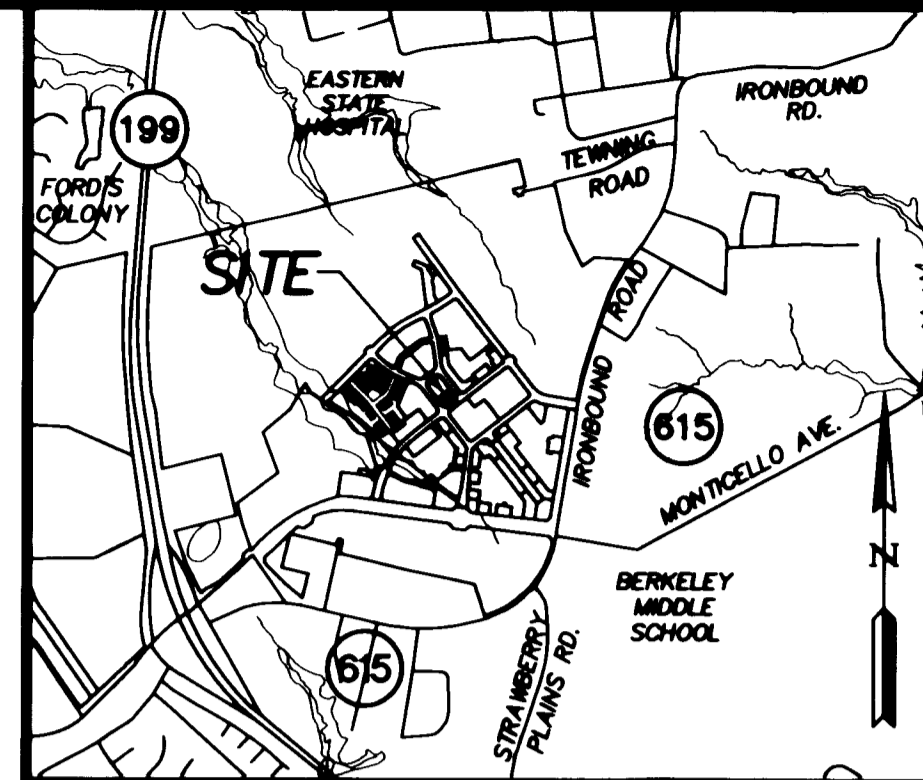 EASTERN
STATE
HOSPITAL
IRONBOUND
RD.
199
TEWNING
ROAD
FORD'S
COLONY
SITE
ROAD
IRONBOUND
615
MONTICELLO AVE.
N
BERKELEY
MIDDLE
SCHOOL
615
STRAWBERRY
PLAINS RD.